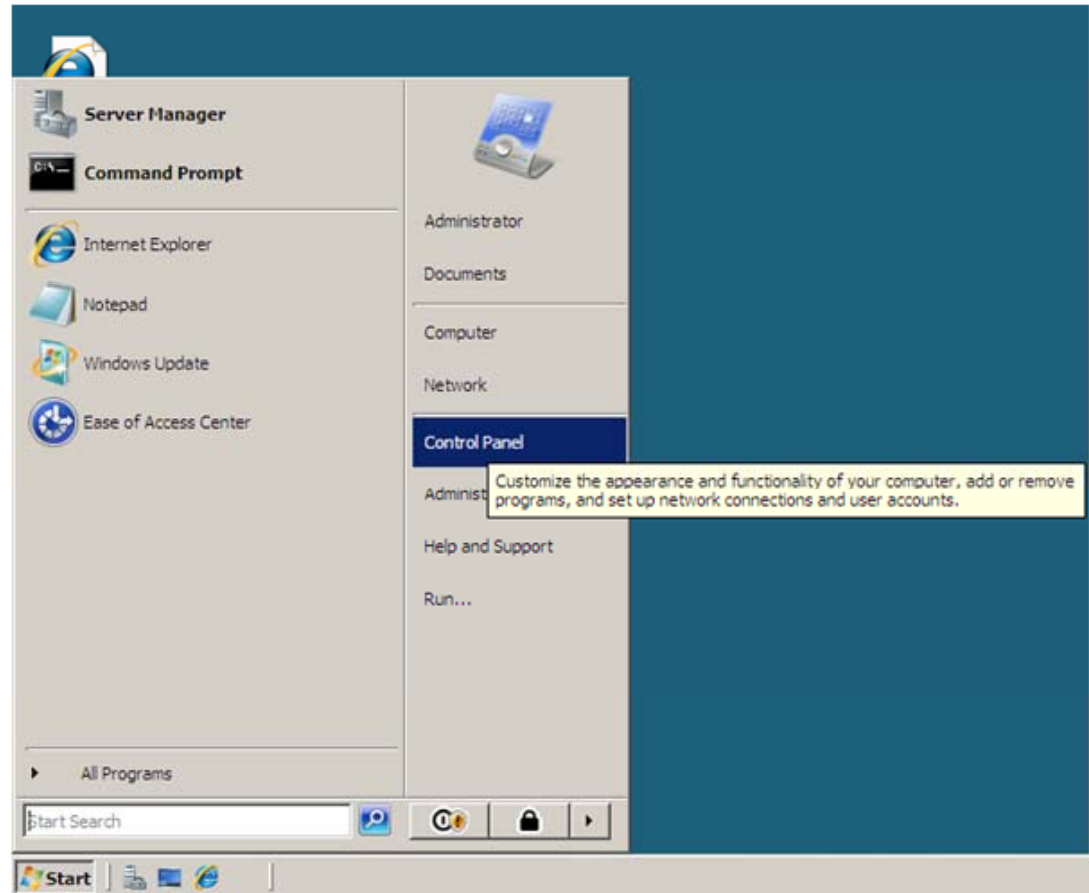 Server Manager
Command Prompt
Internet Explorer
Notepad
Windows Update
Ease of Access Center
All Programs
Start Search
Administrator
Documents
Computer
Network
Control Panel
Customize the appearance and functionality of your computer, add or remove
programs, and set up network connections and user accounts.
Administ
Help and Support
Run...
Start